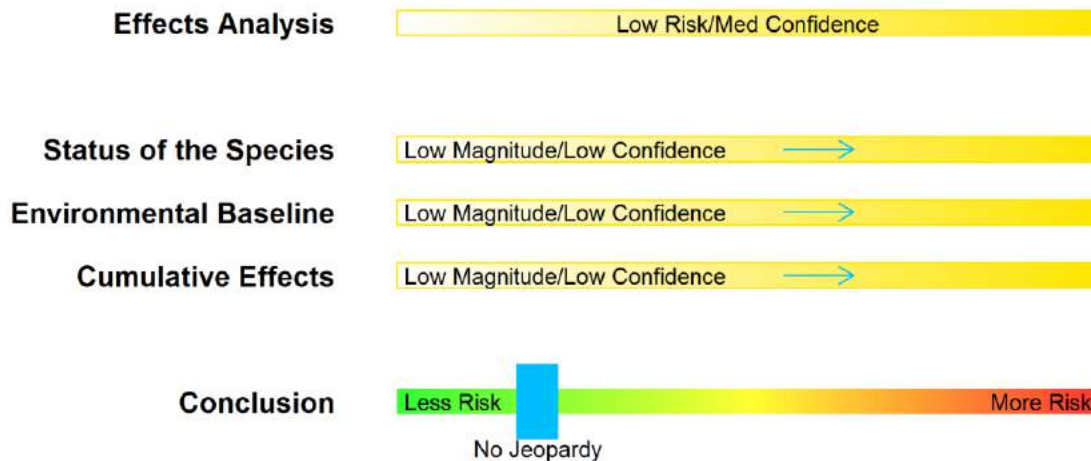 Effects Analysis Low Risk/Med Confidence
Status of the Species Low Magnitude/Low Confidence
Environmental Baseline Low Magnitude/Low Confidence
Cumulative Effects Low Magnitude/Low Confidence
Conclusion Less Risk More Risk
No Jeopardy